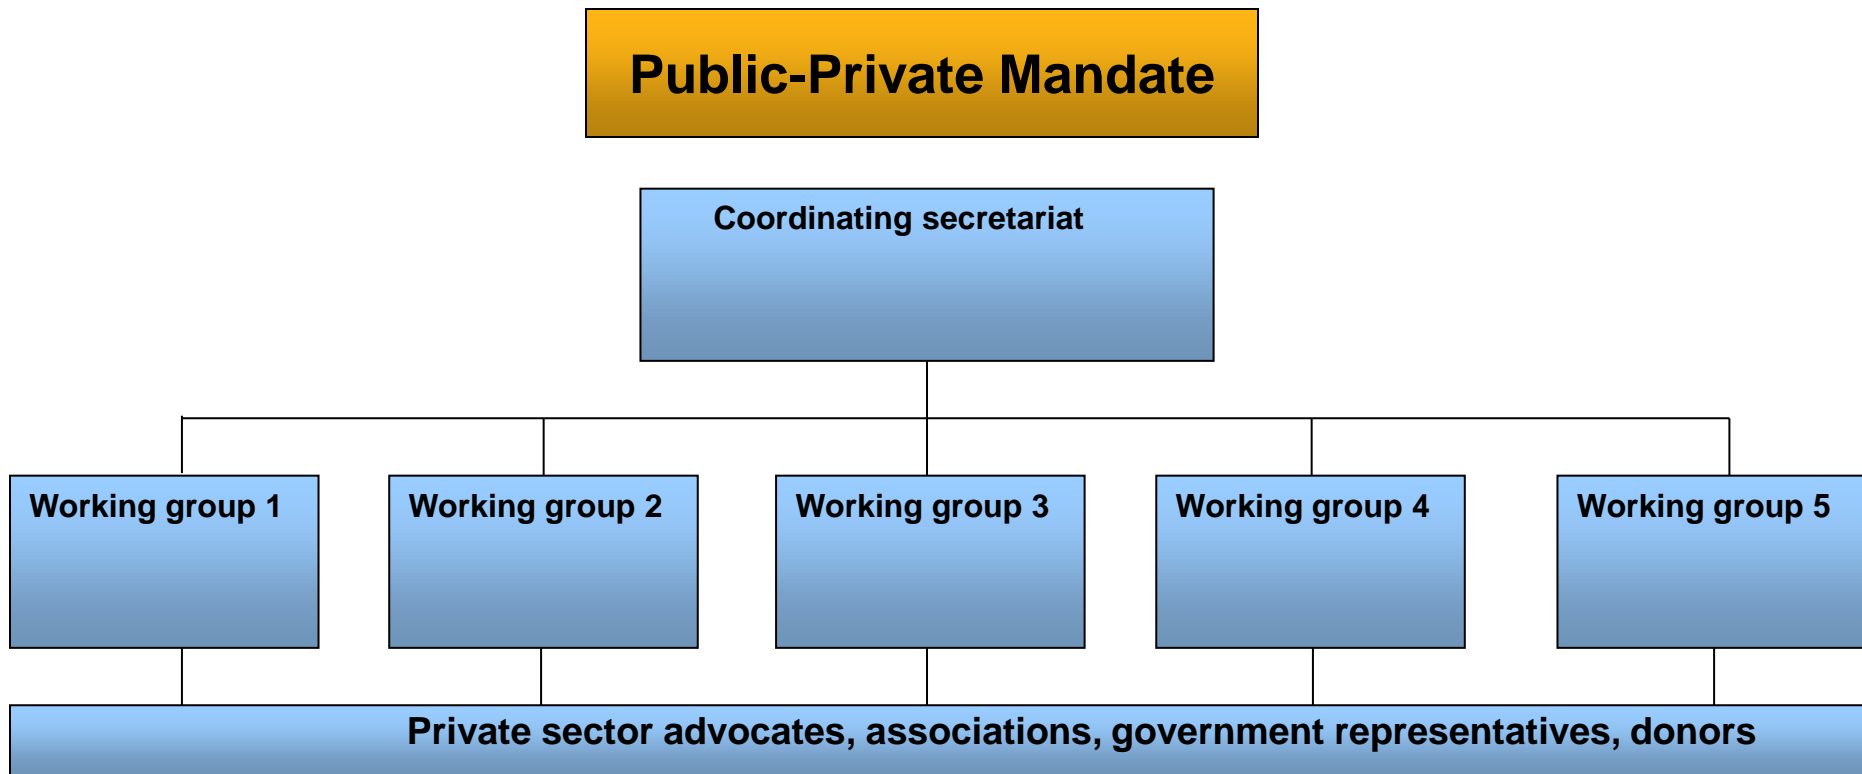 Public-Private Mandate
Coordinating secretariat
Working group 1
Working group 2
Working group 3
Working group 4
Working group 5
Private sector advocates, associations, government representatives, donors